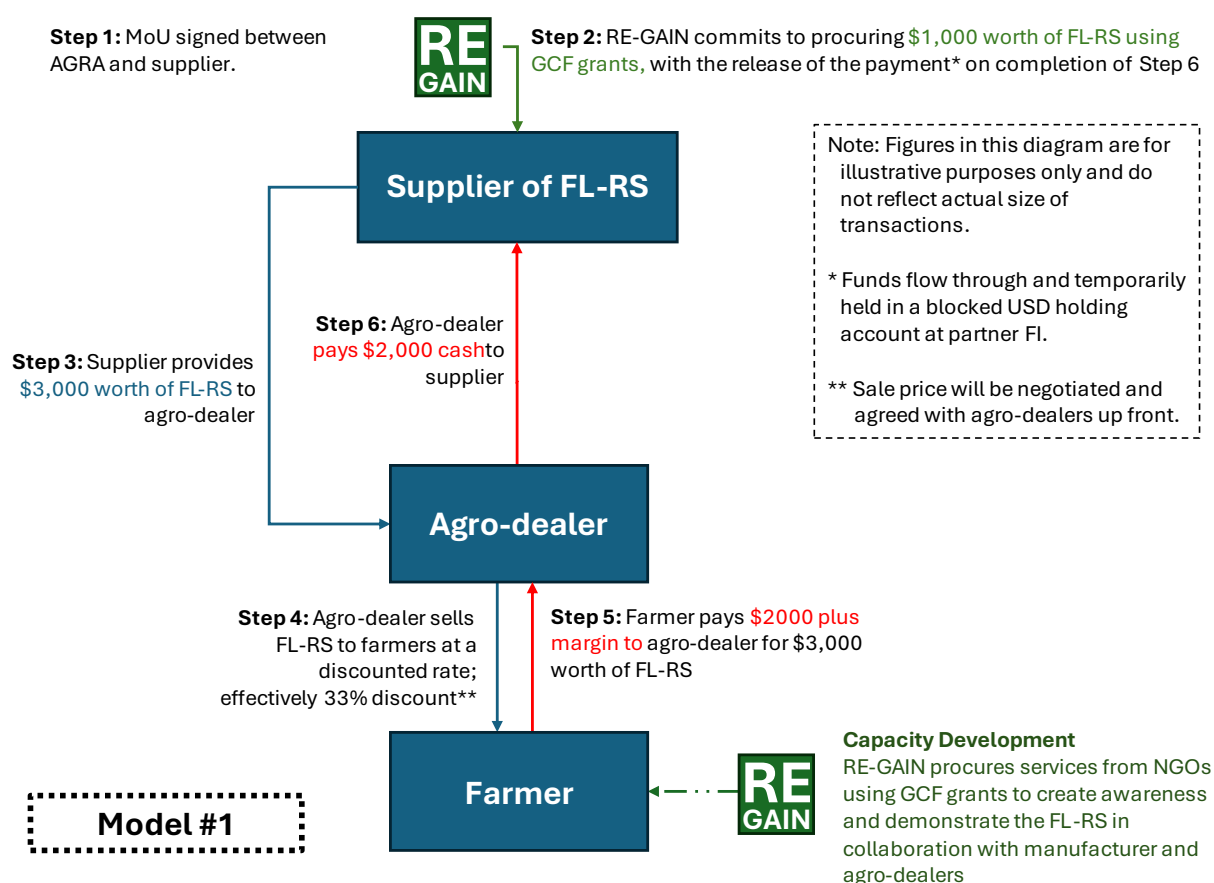 Step 1: MoU signed between
AGRA and supplier.
RE
GAIN
Step 2: RE-GAIN commits to procuring $1,000 worth of FL-RS using
GCF grants, with the release of the payment* on completion of Step 6
Note: Figures in this diagram are for
illustrative purposes only and do
not reflect actual size of
transactions.
* Funds flow through and temporarily
held in a blocked USD holding
account at partner FI.
** Sale price will be negotiated and
agreed with agro-dealers up front.
Supplier of FL-RS
Step 3: Supplier provides
$3,000 worth of FL-RS to
agro-dealer
Step 6: Agro-dealer
pays $2,000 cashto
supplier
Agro-dealer
Step 4: Agro-dealer sells
FL-RS to farmers at a
discounted rate;
effectively 33% discount**
Step 5: Farmer pays $2000 plus
margin to agro-dealer for $3,000
worth of FL-RS
Farmer
RE
GAIN
Capacity Development
RE-GAIN procures services from NGOs
using GCF grants to create awareness
and demonstrate the FL-RS in
collaboration with manufacturer and
agro-dealers
Model #1